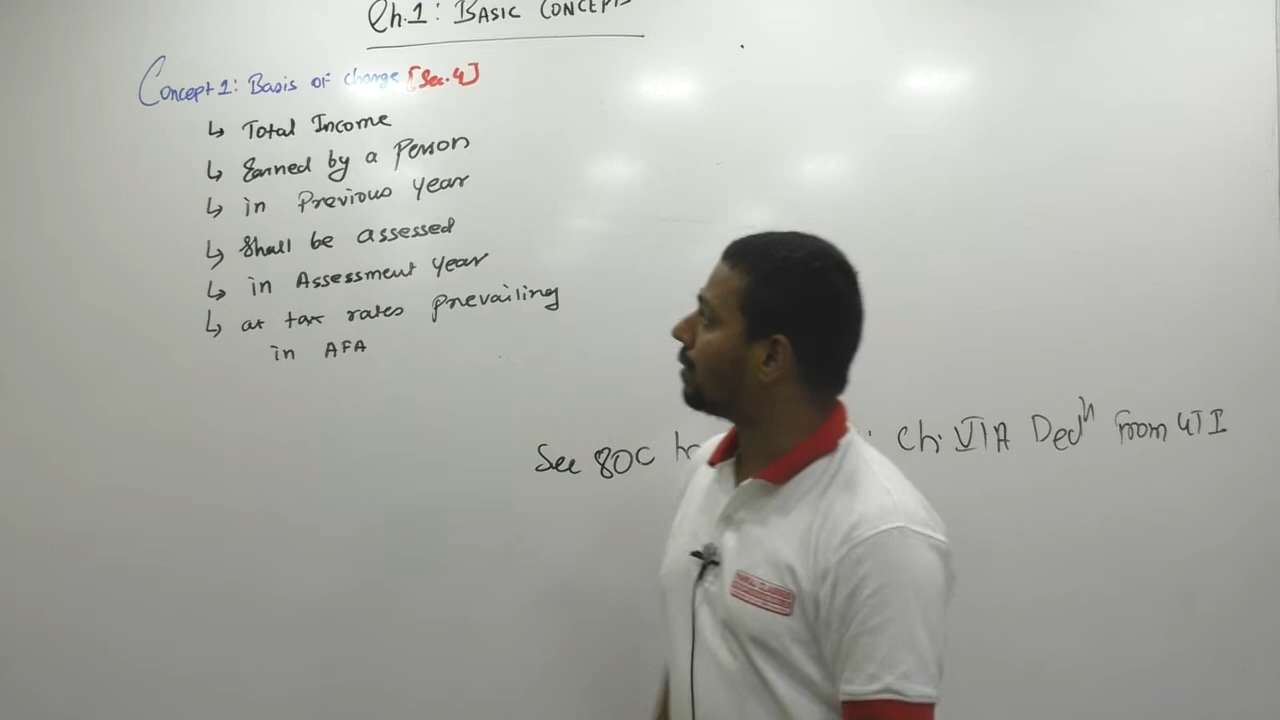 Ch.1: BASIC CONCEPTS
Concept 1: Basis of charge [Sec.4]
↳ Total Income
↳ Earned by a Person
↳ in Previous Year
↳ Shall be assessed
↳ in Assessment Year
↳ at tax rates prevailing
in AFA
Sec 80C to Ch: VIA Dedn from GTI